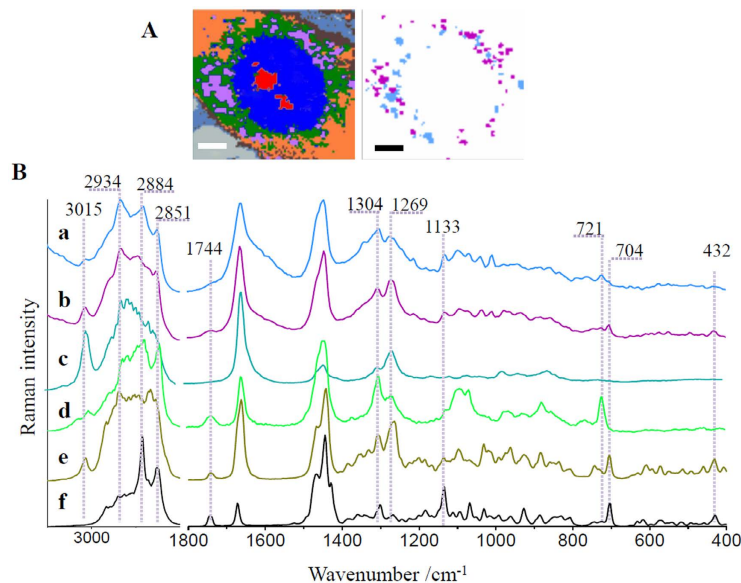 A
B
2934
2884
3015
2851
1744
1304
1269
1133
721
704
432
a
b
c
d
e
f
Raman intensity
3000 1800 1600 1400 1200 1000 800 600 400
Wavenumber /cm⁻¹